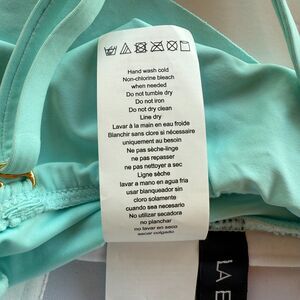 Hand wash cold
Non-chlorine bleach
when needed
Do not tumble dry
Do not iron
Do not dry clean
Line dry
Lavar à la main en eau froide
Blanchir sans clore si nécessaire
uniquement au besoin
Ne pas sèche-linge
ne pas repasser
ne pas nettoyer à sec
Ligne sèche
lavar a mano en agua fria
usar blanqueador sin
cloro solamente
cuando sea necesario
No utilizar secadora
no planchar
no lavar en seco
secar colgado
LA